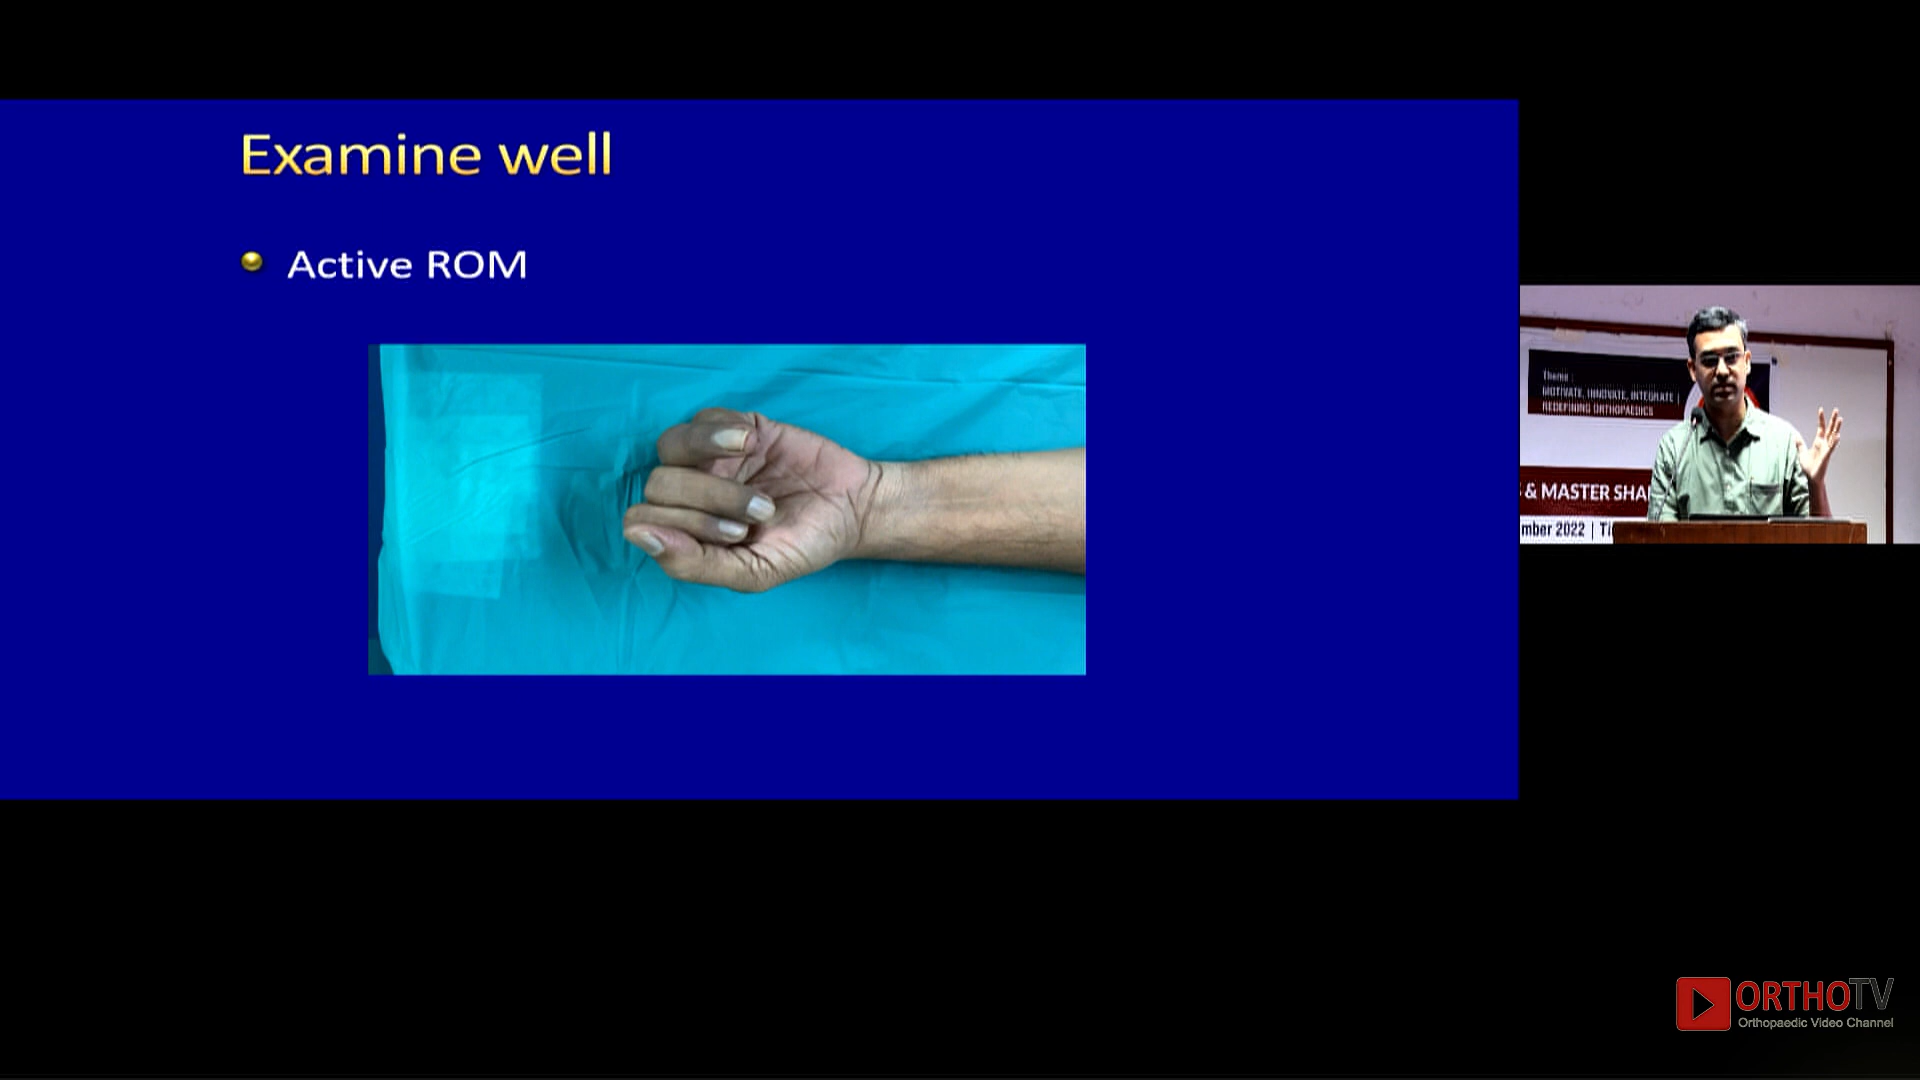 Examine well
Active ROM
Theme :
MOTIVATE, INNOVATE, INTEGRATE |
REDEFINING ORTHOPAEDICS
& MASTER SHA
mber 2022 | Ti
ORTHOTV
Orthopaedic Video Channel